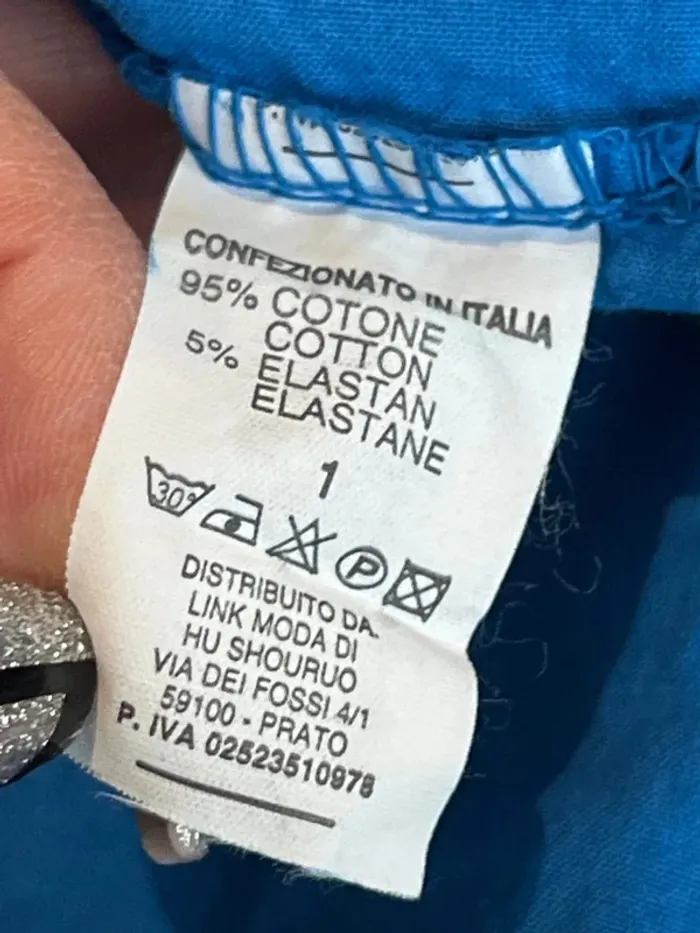 CONFEZIONATO IN ITALIA
95% COTONE
COTTON
5% ELASTAN
ELASTANE
1
30° P
DISTRIBUITO DA.
LINK MODA DI
HU SHOURUO
VIA DEI FOSSI 4/1
59100 - PRATO
P. IVA 02523510978